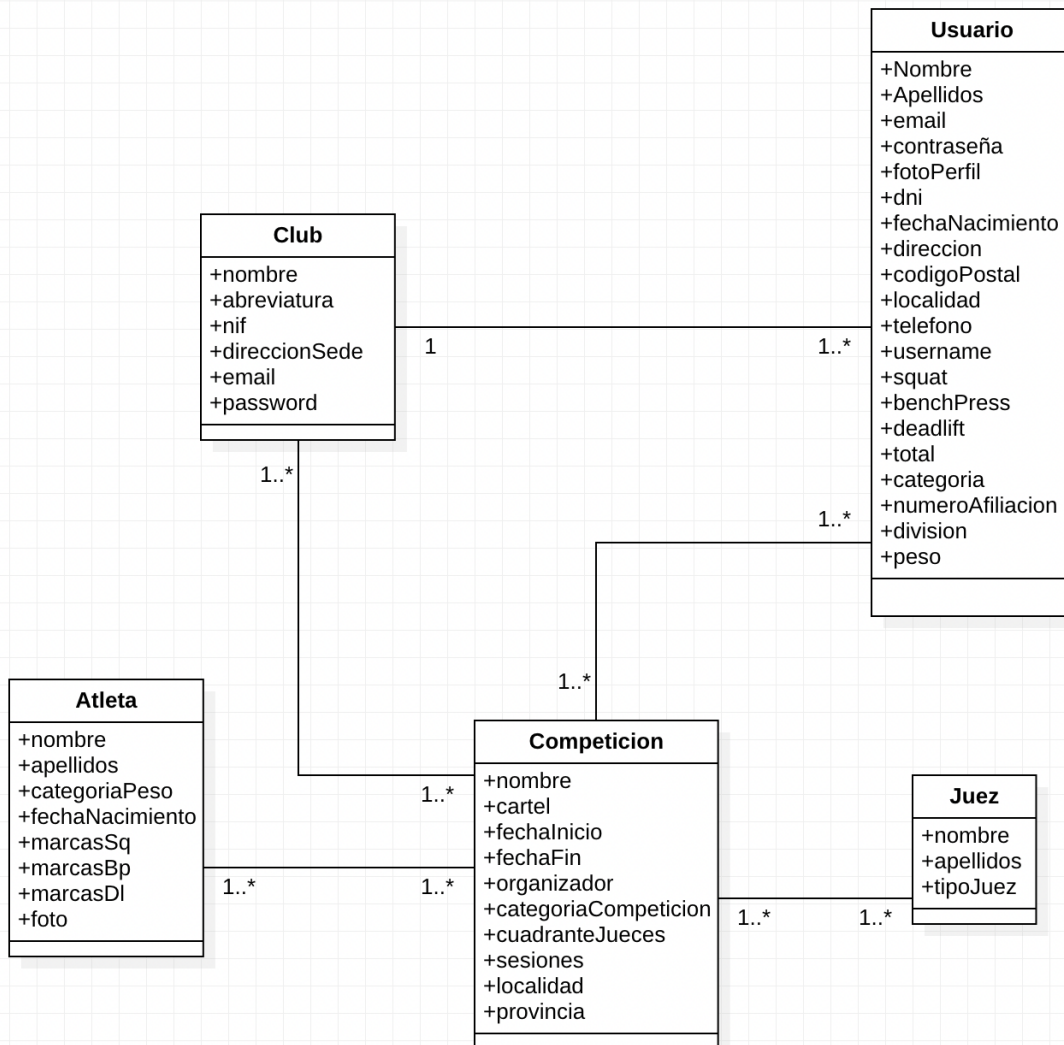 Usuario
+Nombre
+Apellidos
+email
+contraseña
+fotoPerfil
+dni
+fechaNacimiento
+direccion
+codigoPostal
+localidad
+telefono
+username
+squat
+benchPress
+deadlift
+total
+categoria
+numeroAfiliacion
+division
+peso
Club
+nombre
+abreviatura
+nif
+direccionSede
+email
+password
1
1..*
1..*
1..*
1..*
1..*
Atleta
+nombre
+apellidos
+categoriaPeso
+fechaNacimiento
+marcasSq
+marcasBp
+marcasDl
+foto
1..*
1..*
Competicion
+nombre
+cartel
+fechaInicio
+fechaFin
+organizador
+categoriaCompeticion
+cuadranteJueces
+sesiones
+localidad
+provincia
1..*
1..*
Juez
+nombre
+apellidos
+tipoJuez